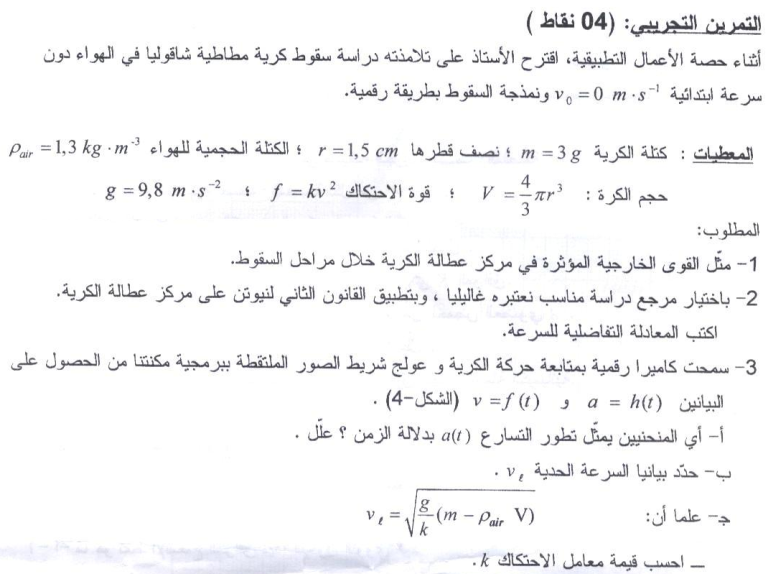 التمرين التجريبي: (04 نقاط )
أثناء حصة الأعمال التطبيقية، اقترح الأستاذ على تلامذته دراسة سقوط كرية مطاطية شاقوليا في الهواء دون
سرعة ابتدائية v₀ = 0 m·s⁻¹ ونمذجة السقوط بطريقة رقمية.
المعطيات : كتلة الكرية m = 3 g ؛ نصف قطرها r = 1,5 cm ؛ الكتلة الحجمية للهواء ρair = 1,3 kg·m⁻³
حجم الكرة : V = 4/3 πr³ ؛ قوة الاحتكاك f = kv² ؛ g = 9,8 m·s⁻²
المطلوب:
1- مثّل القوى الخارجية المؤثرة في مركز عطالة الكرية خلال مراحل السقوط.
2- باختيار مرجع دراسة مناسب نعتبره غاليليا ، وبتطبيق القانون الثاني لنيوتن على مركز عطالة الكرية.
اكتب المعادلة التفاضلية للسرعة.
3- سمحت كاميرا رقمية بمتابعة حركة الكرية و عولج شريط الصور الملتقطة ببرمجية مكنتنا من الحصول على
البيانين a = h(t) و v = f(t) (الشكل-4) .
أ- أي المنحنيين يمثّل تطور التسارع a(t) بدلالة الزمن ؟ علّل .
ب- حدّد بيانيا السرعة الحدية vℓ .
ج- علما أن: vℓ = √(g/k (m − ρair V))
– احسب قيمة معامل الاحتكاك k .